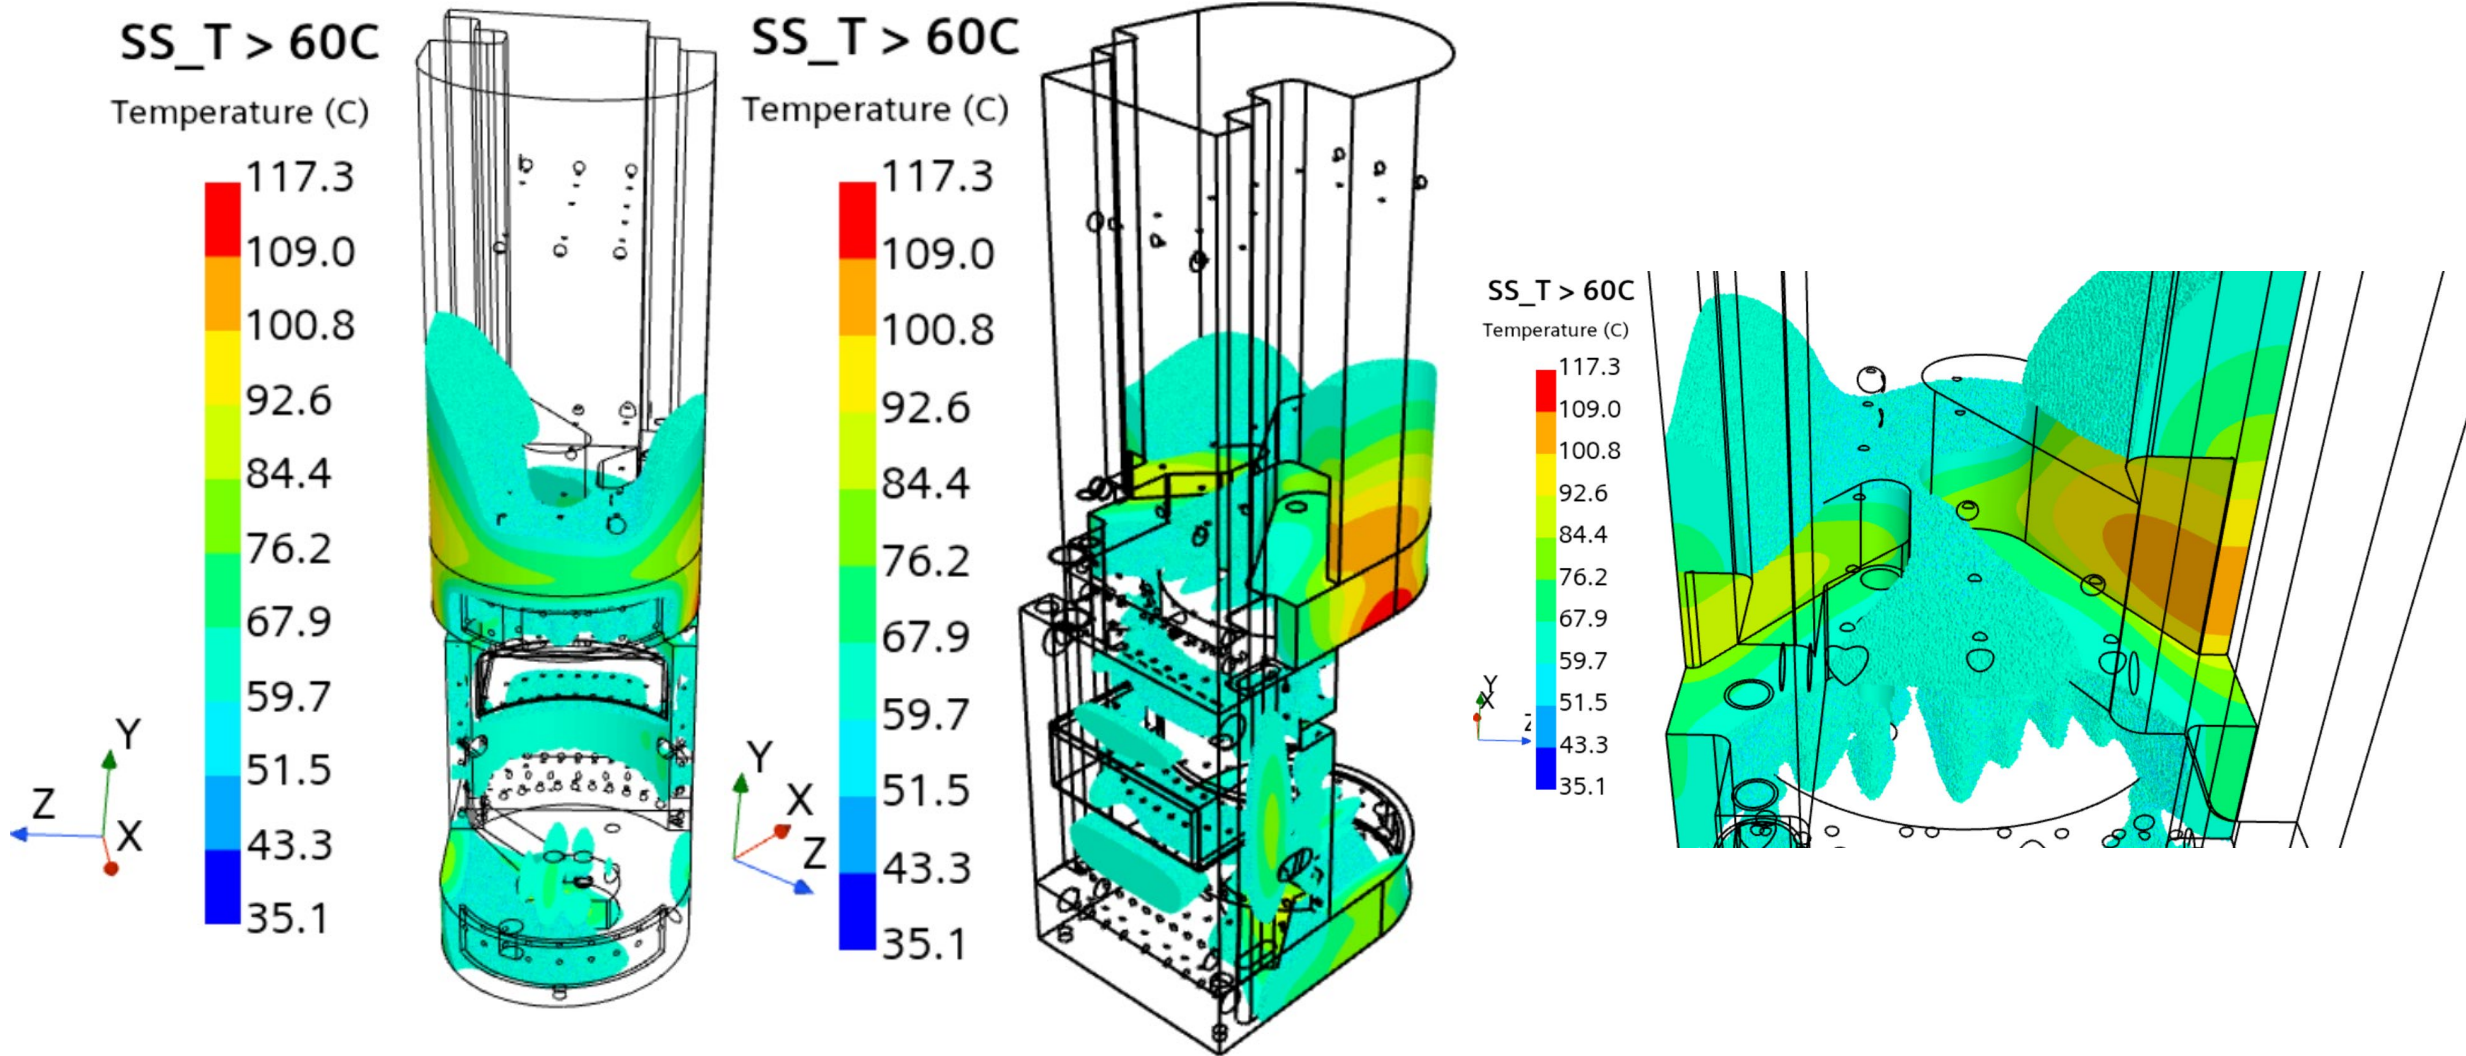 SS_T > 60C
Temperature (C)
117.3
109.0
100.8
92.6
84.4
76.2
67.9
59.7
51.5
43.3
35.1
Y
Z
X
SS_T > 60C
Temperature (C)
117.3
109.0
100.8
92.6
84.4
76.2
67.9
59.7
51.5
43.3
35.1
Y
X
Z
SS_T > 60C
Temperature (C)
117.3
109.0
100.8
92.6
84.4
76.2
67.9
59.7
51.5
43.3
35.1
Y
X
Z